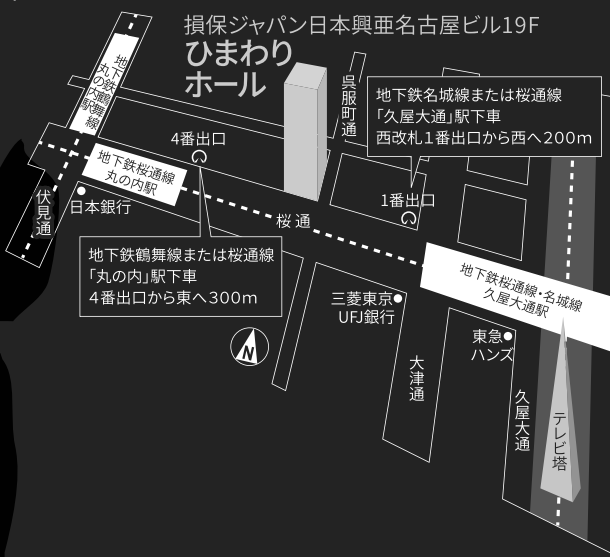 損保ジャパン日本興亜名古屋ビル19F
ひまわり
ホール
地下鉄鶴舞線
丸の内駅
呉服町通
地下鉄名城線または桜通線
「久屋大通」駅下車
西改札1番出口から西へ200m
4番出口
地下鉄桜通線
丸の内駅
1番出口
伏見通
日本銀行
桜通
地下鉄鶴舞線または桜通線
「丸の内」駅下車
4番出口から東へ300m
地下鉄桜通線・名城線
久屋大通駅
三菱東京
UFJ銀行
東急
ハンズ
N
大津通
久屋大通
テレビ塔